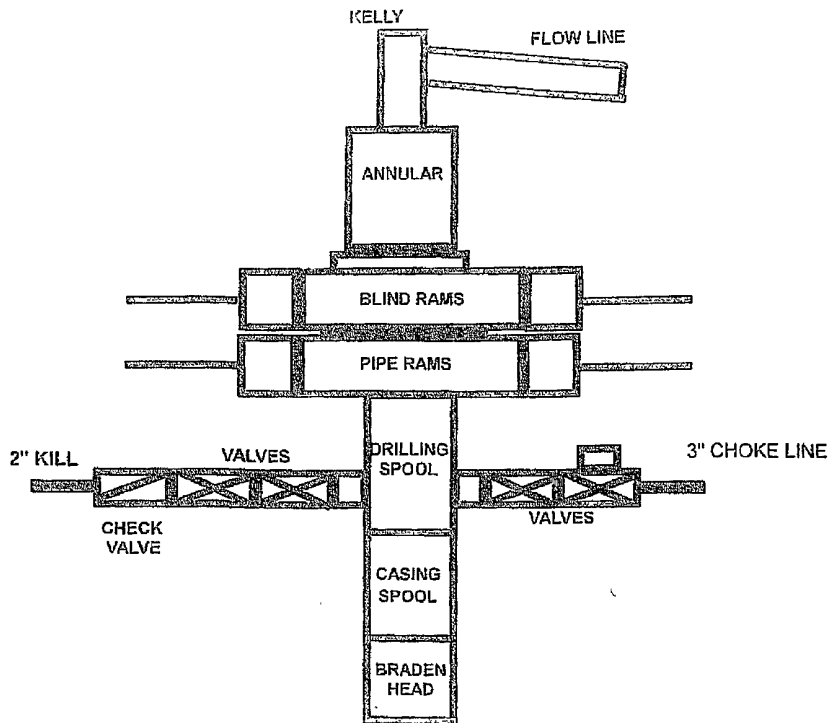 KELLY
FLOW LINE
ANNULAR
BLIND RAMS
PIPE RAMS
2" KILL
VALVES
DRILLING
SPOOL
3" CHOKE LINE
CHECK
VALVE
VALVES
CASING
SPOOL
BRADEN
HEAD